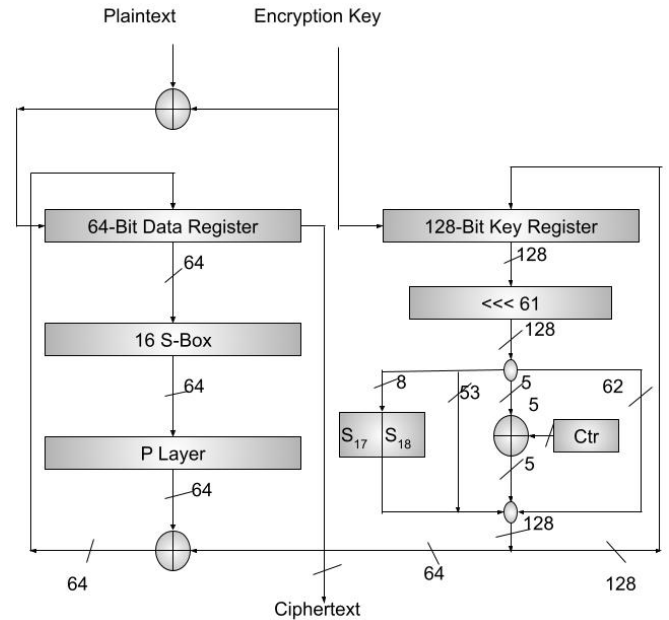 Plaintext
Encryption Key
64-Bit Data Register
128-Bit Key Register
64
128
<<< 61
16 S-Box
128
64
8
53
5
62
5
S17
S18
Ctr
P Layer
5
64
128
64
64
128
Ciphertext